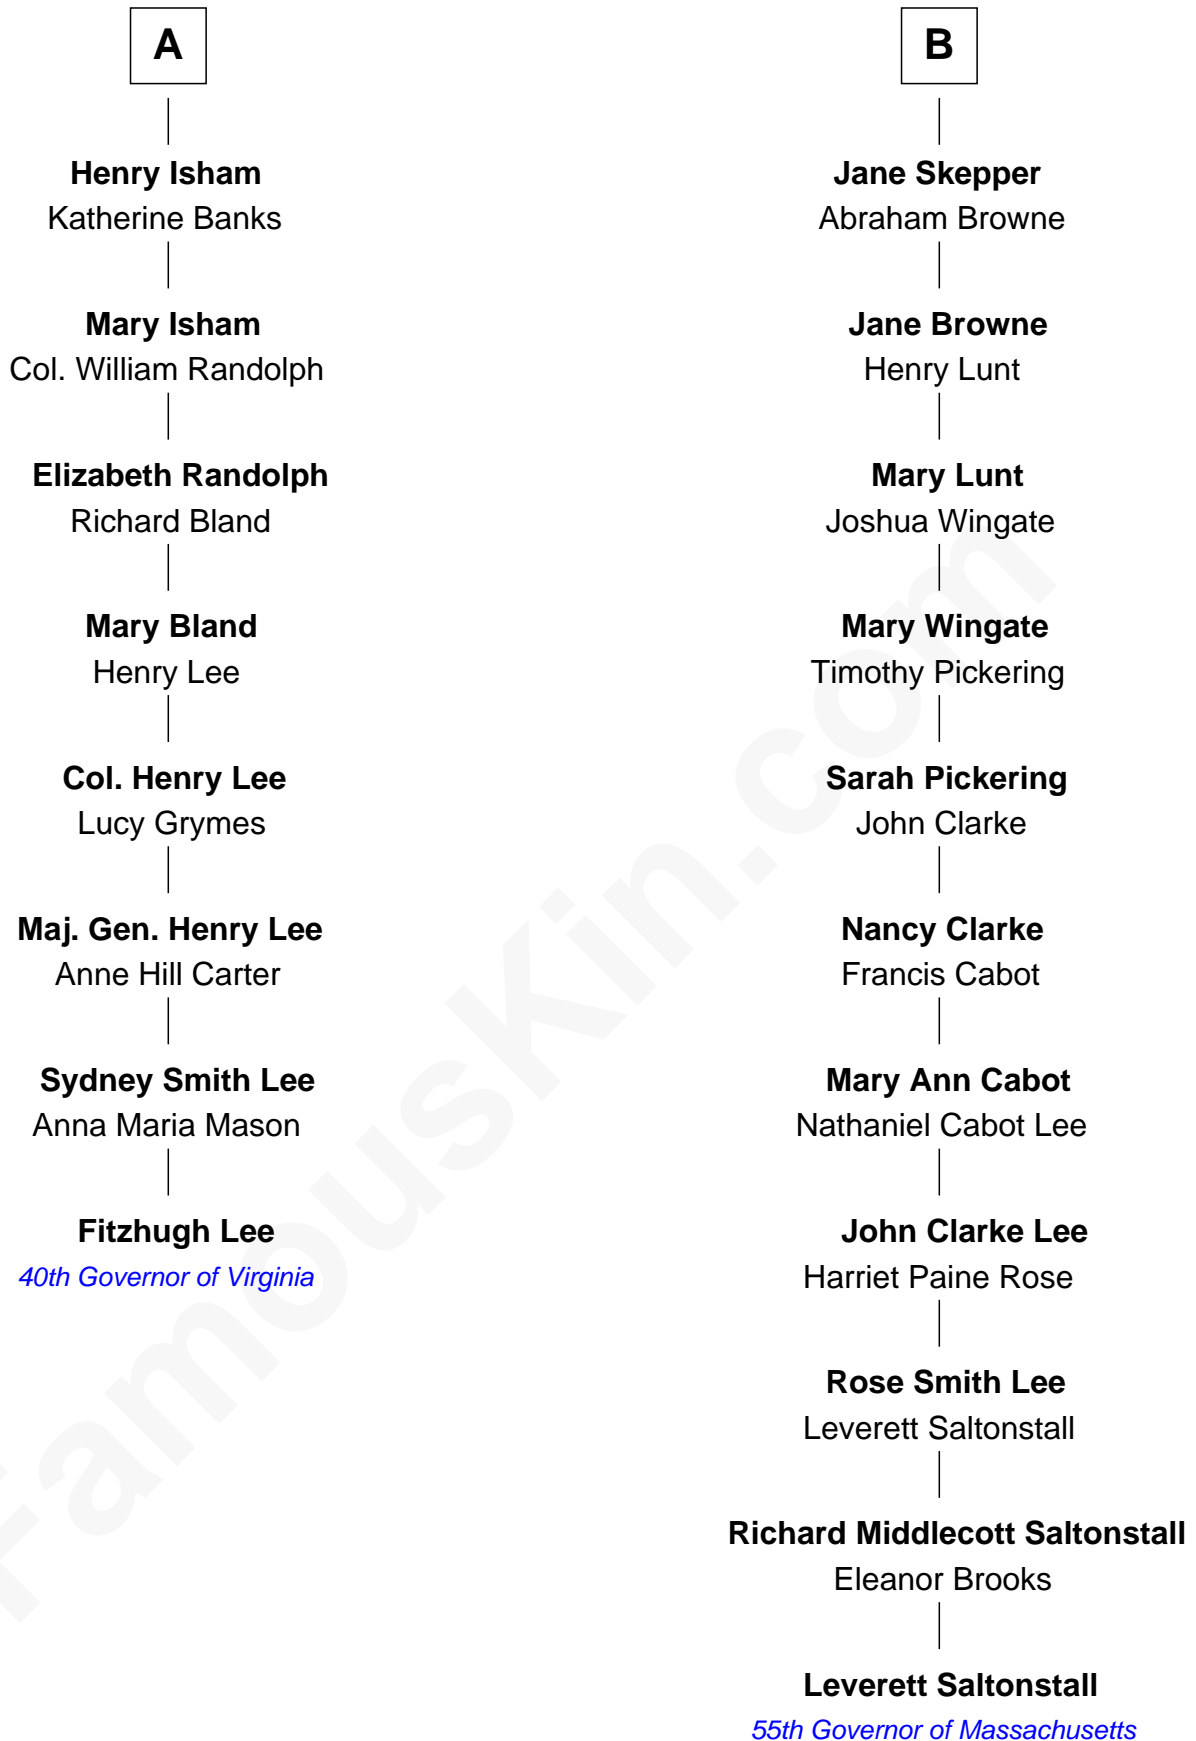 A
Henry Isham
Katherine Banks
Mary Isham
Col. William Randolph
Elizabeth Randolph
Richard Bland
Mary Bland
Henry Lee
Col. Henry Lee
Lucy Grymes
Maj. Gen. Henry Lee
Anne Hill Carter
Sydney Smith Lee
Anna Maria Mason
Fitzhugh Lee
40th Governor of Virginia
B
Jane Skepper
Abraham Browne
Jane Browne
Henry Lunt
Mary Lunt
Joshua Wingate
Mary Wingate
Timothy Pickering
Sarah Pickering
John Clarke
Nancy Clarke
Francis Cabot
Mary Ann Cabot
Nathaniel Cabot Lee
John Clarke Lee
Harriet Paine Rose
Rose Smith Lee
Leverett Saltonstall
Richard Middlecott Saltonstall
Eleanor Brooks
Leverett Saltonstall
55th Governor of Massachusetts
FamousKin.com